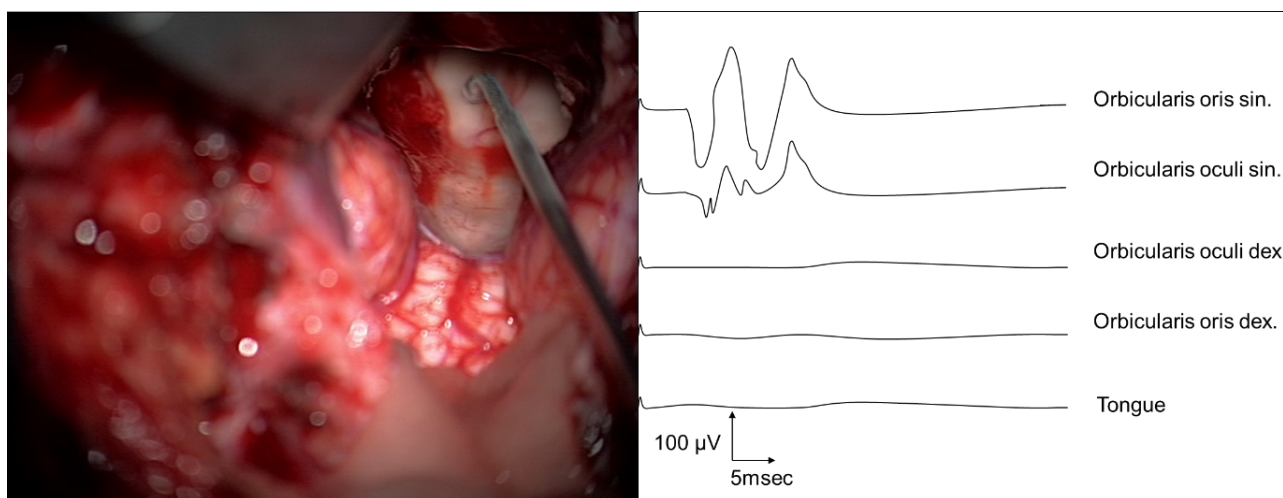 Orbicularis oris sin.
Orbicularis oculi sin.
Orbicularis oculi dex
Orbicularis oris dex.
Tongue
100 µV
5msec